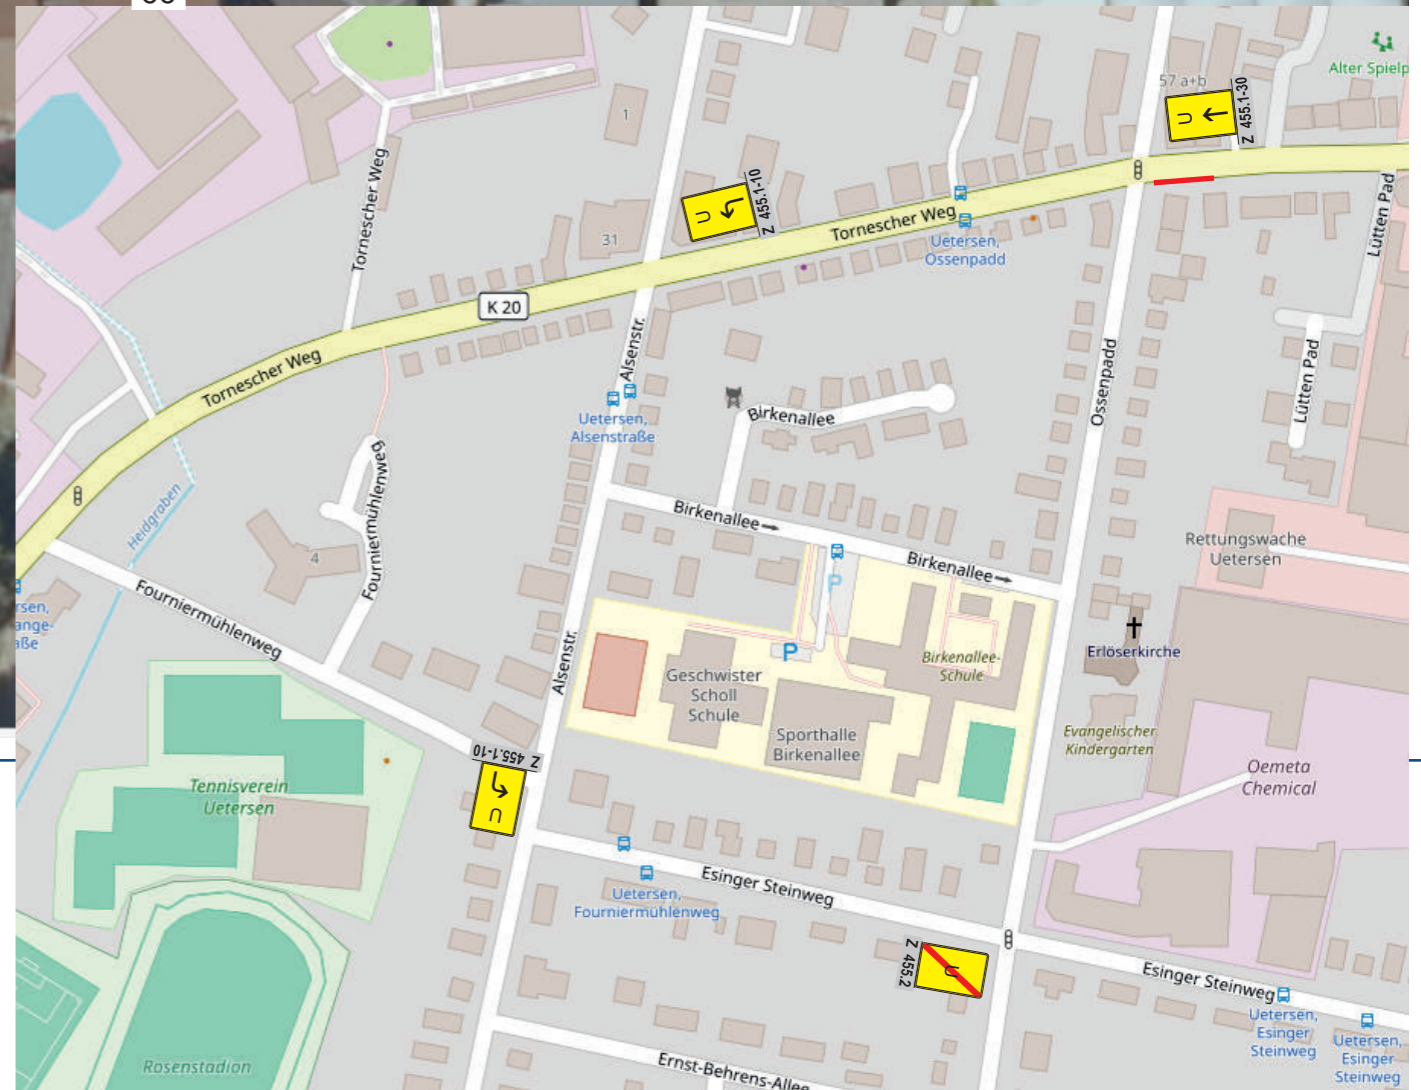 57 a+b
Alter Spielp
1
Z 455.1-30
Tornescher Weg
Z 455.1-10
U
U
31
Tornescher Weg
Uetersen,
Ossenpadd
Lütten Pad
K 20
Alsenstr.
Tornescher Weg
Ossenpadd
Lütten Pad
Uetersen,
Alsenstraße
Birkenallee
Fourniermühlenweg
Heidgraben
Birkenallee
Rettungswache
Uetersen
4
Birkenallee
P
Fourniermühlenweg
rsen,
ange-
aße
Alsenstr.
P
Geschwister
Scholl
Schule
Birkenallee-
Schule
Erlöserkirche
Sporthalle
Birkenallee
Evangelischer
Kindergarten
Z 455.1-10
U
Oemeta
Chemical
Tennisverein
Uetersen
Esinger Steinweg
Uetersen,
Fourniermühlenweg
Z 455.2
U
Esinger Steinweg
Uetersen,
Esinger
Steinweg
Uetersen,
Esinger
Steinweg
Rosenstadion
Ernst-Behrens-Allee